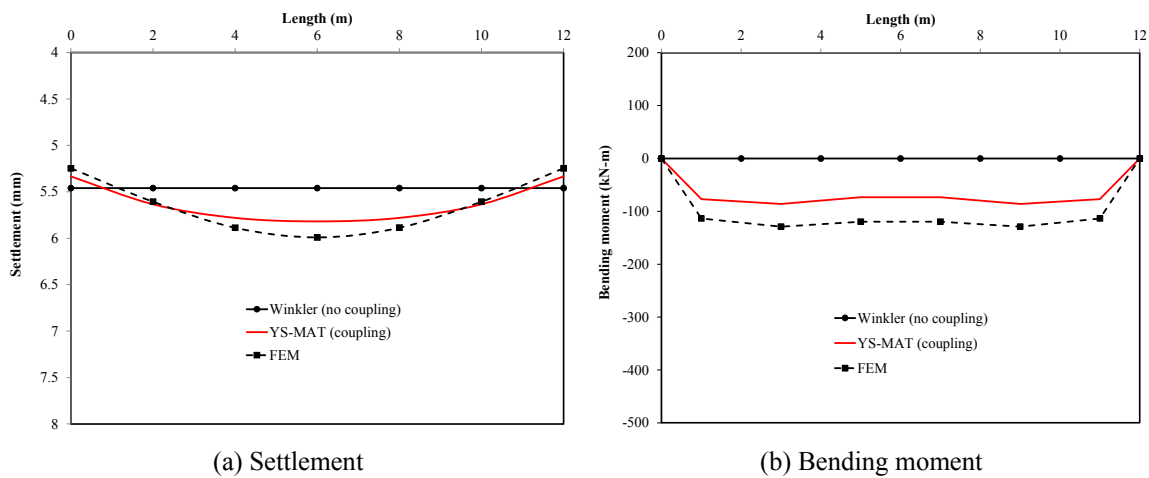 Length (m)
0 2 4 6 8 10 12
4
4.5
5
5.5
6
6.5
7
7.5
8
Settlement (mm)
Winkler (no coupling)
YS-MAT (coupling)
FEM
(a) Settlement
Length (m)
0 2 4 6 8 10 12
200
100
0
-100
-200
-300
-400
-500
Bending moment (kN-m)
Winkler (no coupling)
YS-MAT (coupling)
FEM
(b) Bending moment